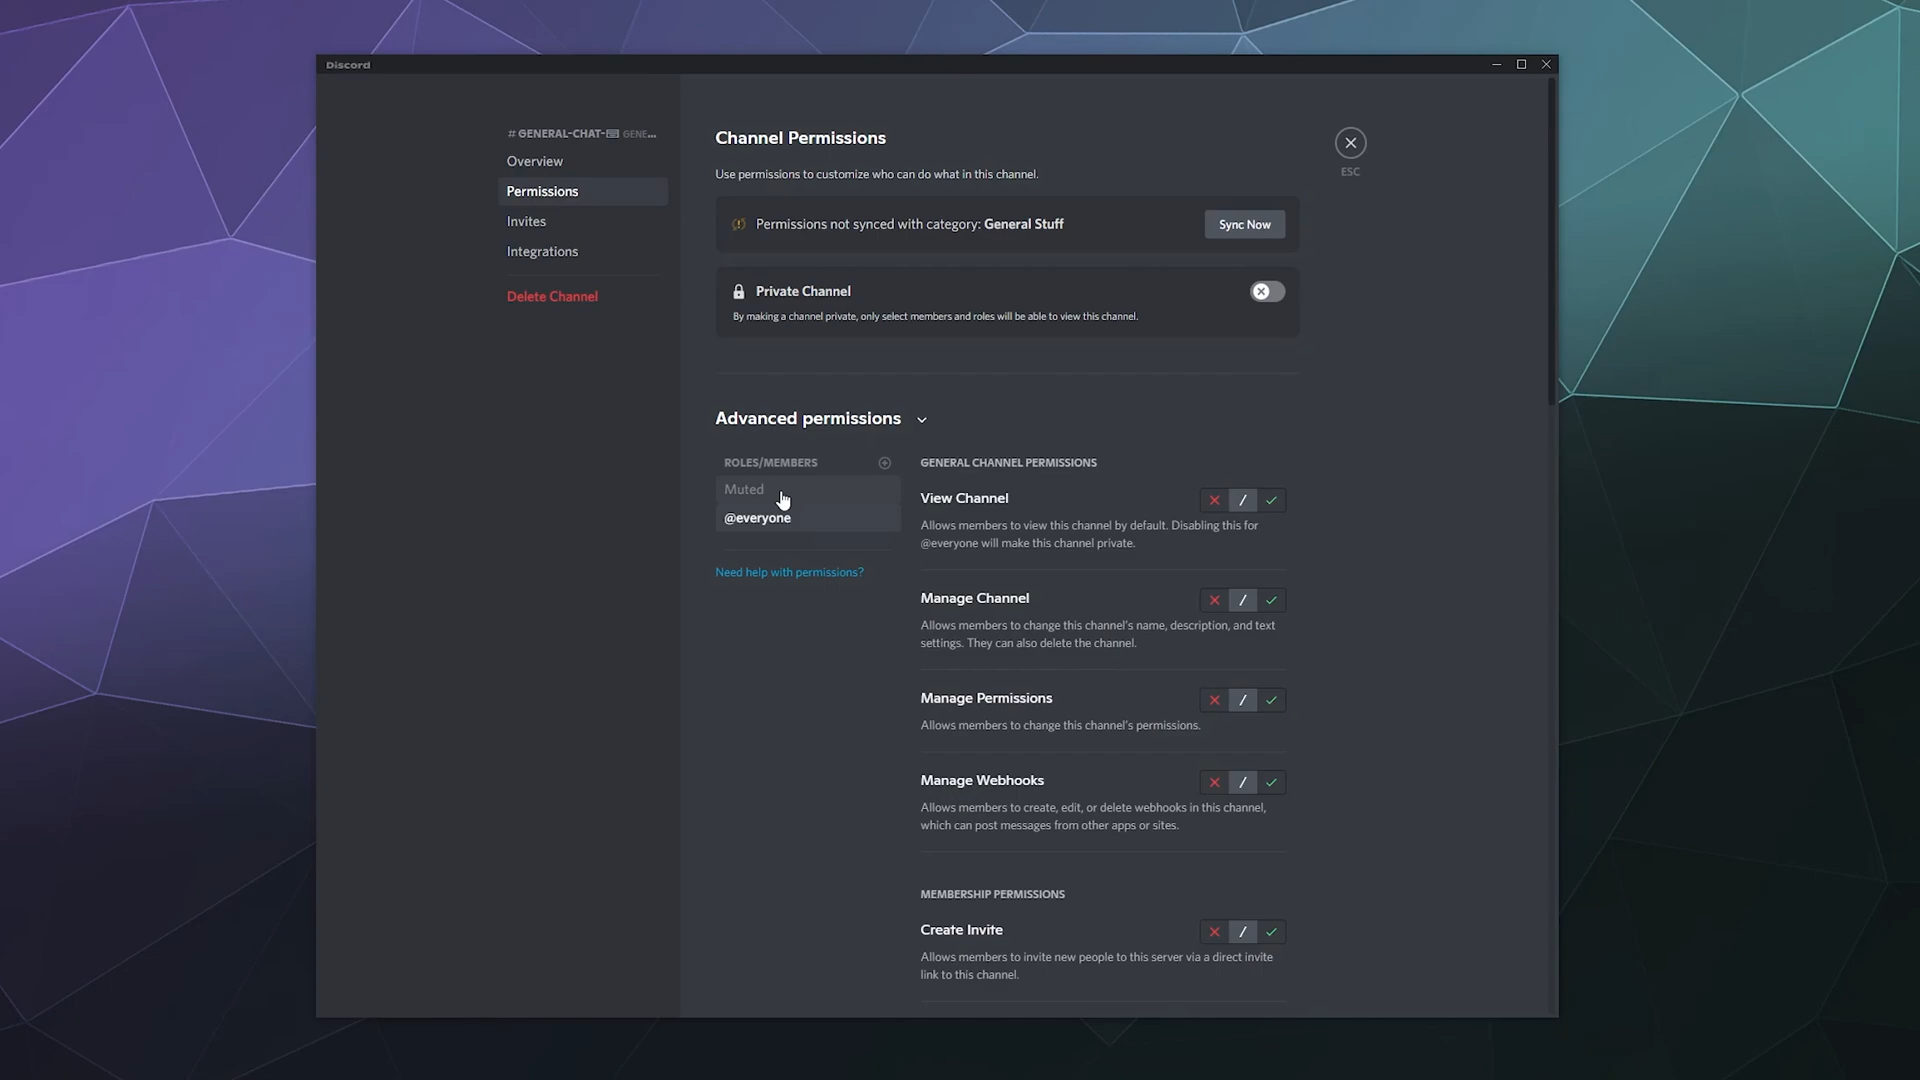 Discord
# GENERAL-CHAT- GENE...
Overview
Permissions
Invites
Integrations
Delete Channel
Channel Permissions
Use permissions to customize who can do what in this channel.
Permissions not synced with category: General Stuff
Sync Now
Private Channel
By making a channel private, only select members and roles will be able to view this channel.
ESC
Advanced permissions
ROLES/MEMBERS
Muted
@everyone
Need help with permissions?
GENERAL CHANNEL PERMISSIONS
View Channel
Allows members to view this channel by default. Disabling this for
@everyone will make this channel private.
Manage Channel
Allows members to change this channel's name, description, and text
settings. They can also delete the channel.
Manage Permissions
Allows members to change this channel's permissions.
Manage Webhooks
Allows members to create, edit, or delete webhooks in this channel,
which can post messages from other apps or sites.
MEMBERSHIP PERMISSIONS
Create Invite
Allows members to invite new people to this server via a direct invite
link to this channel.